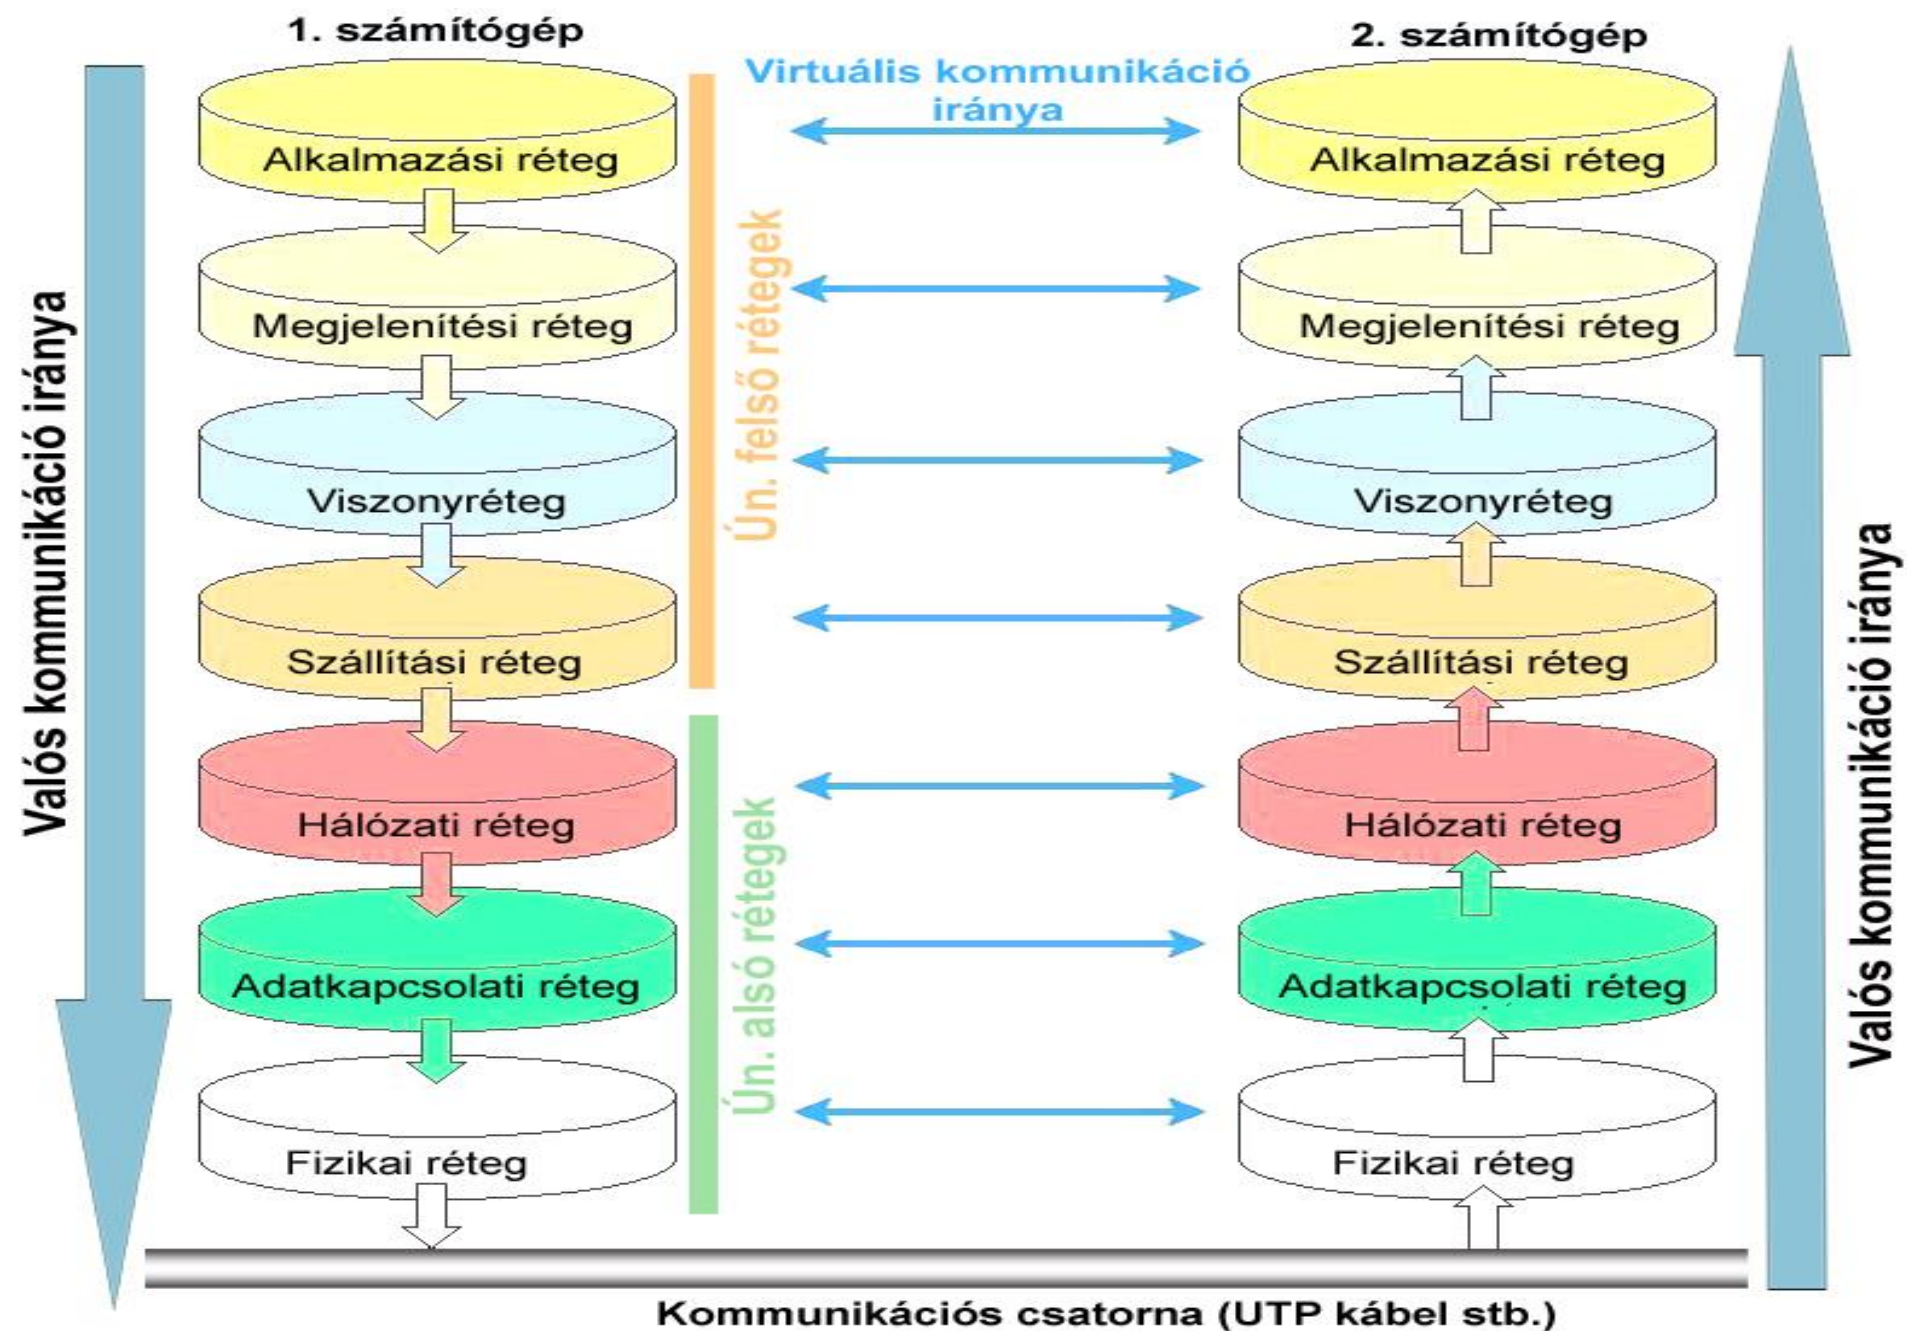 1. számítógép
2. számítógép
Virtuális kommunikáció
iránya
Valós kommunikáció iránya
Alkalmazási réteg
Megjelenítési réteg
Viszonyréteg
Szállítási réteg
Hálózati réteg
Adatkapcsolati réteg
Fizikai réteg
Ún. felső rétegek
Ún. alsó rétegek
Alkalmazási réteg
Megjelenítési réteg
Viszonyréteg
Szállítási réteg
Hálózati réteg
Adatkapcsolati réteg
Fizikai réteg
Valós kommunikáció iránya
Kommunikációs csatorna (UTP kábel stb.)